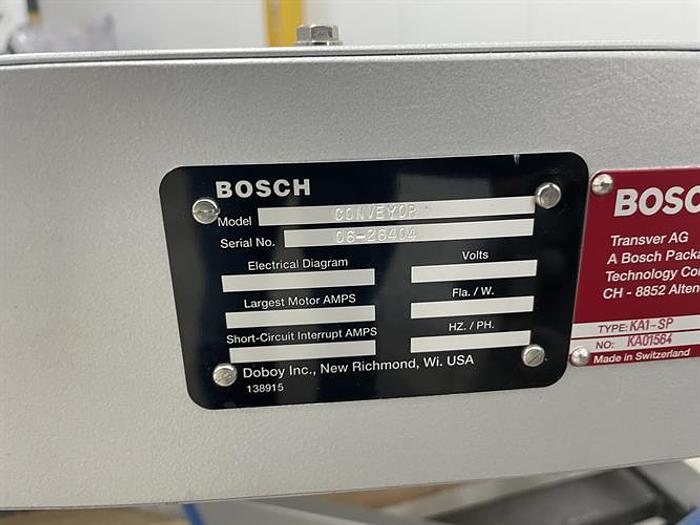 BOSCH
Model CONVEYOR
Serial No. 06-26404
Electrical Diagram
Volts
Largest Motor AMPS
Fla. / W.
Short-Circuit Interrupt AMPS
HZ. / PH.
Doboy Inc., New Richmond, Wi. USA
138915
BOSC
Transver AG
A Bosch Packa
Technology Co
CH - 8852 Alten
TYPE: KA1-SP
NO: KA01564
Made in Switzerland